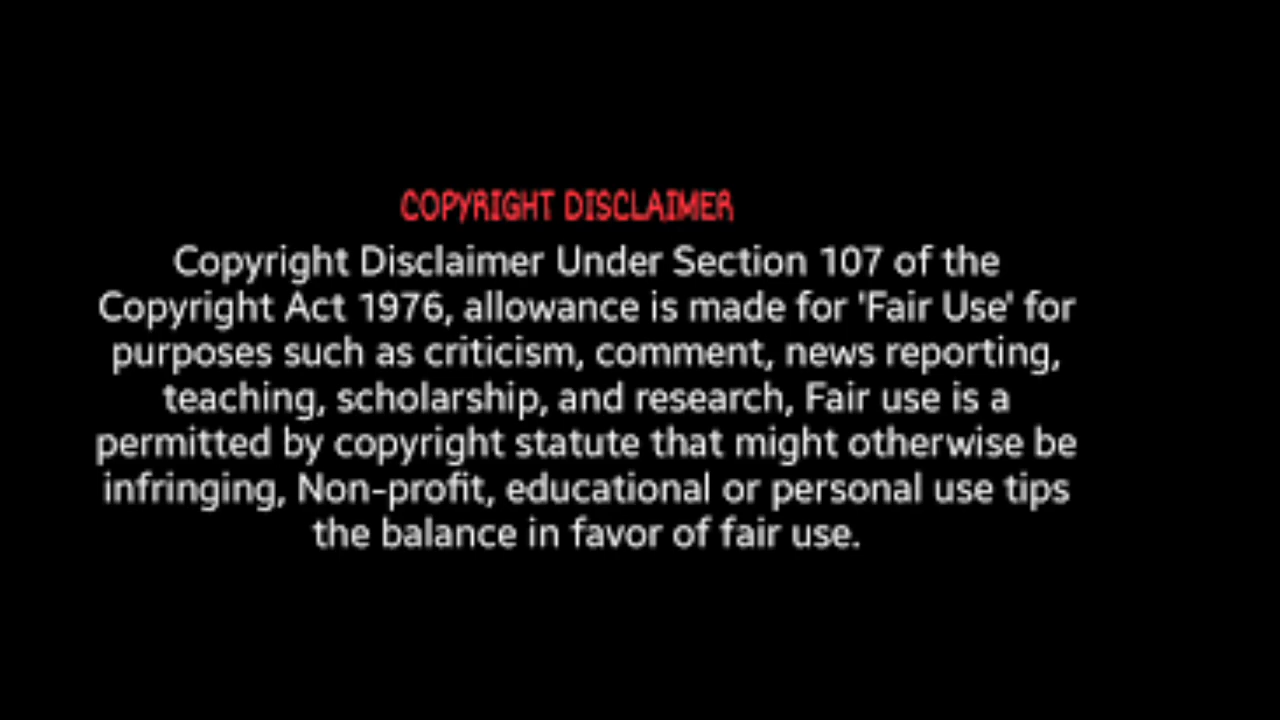 COPYRIGHT DISCLAIMER
Copyright Disclaimer Under Section 107 of the
Copyright Act 1976, allowance is made for 'Fair Use' for
purposes such as criticism, comment, news reporting,
teaching, scholarship, and research, Fair use is a
permitted by copyright statute that might otherwise be
infringing, Non-profit, educational or personal use tips
the balance in favor of fair use.